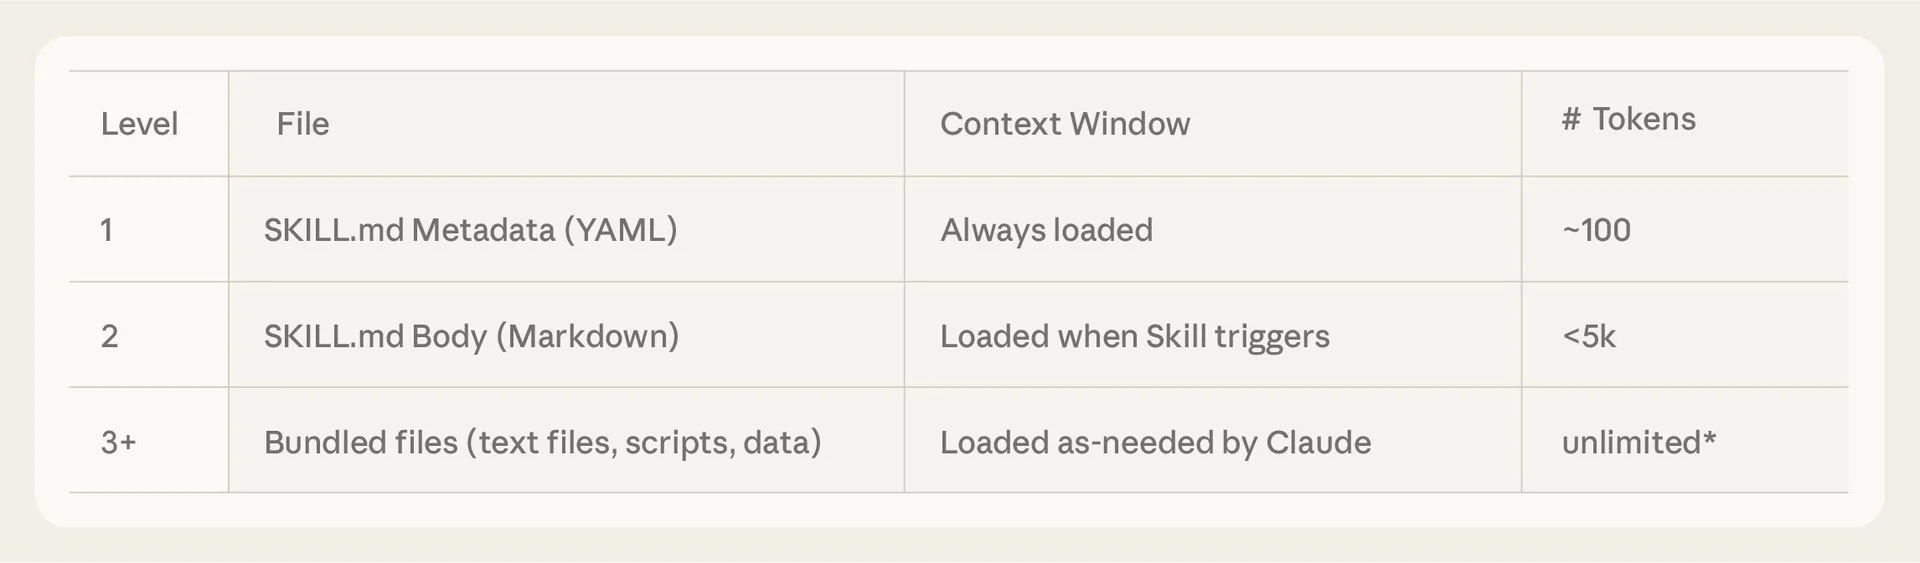 Level File Context Window # Tokens
1 SKILL.md Metadata (YAML) Always loaded ~100
2 SKILL.md Body (Markdown) Loaded when Skill triggers <5k
3+ Bundled files (text files, scripts, data) Loaded as-needed by Claude unlimited*